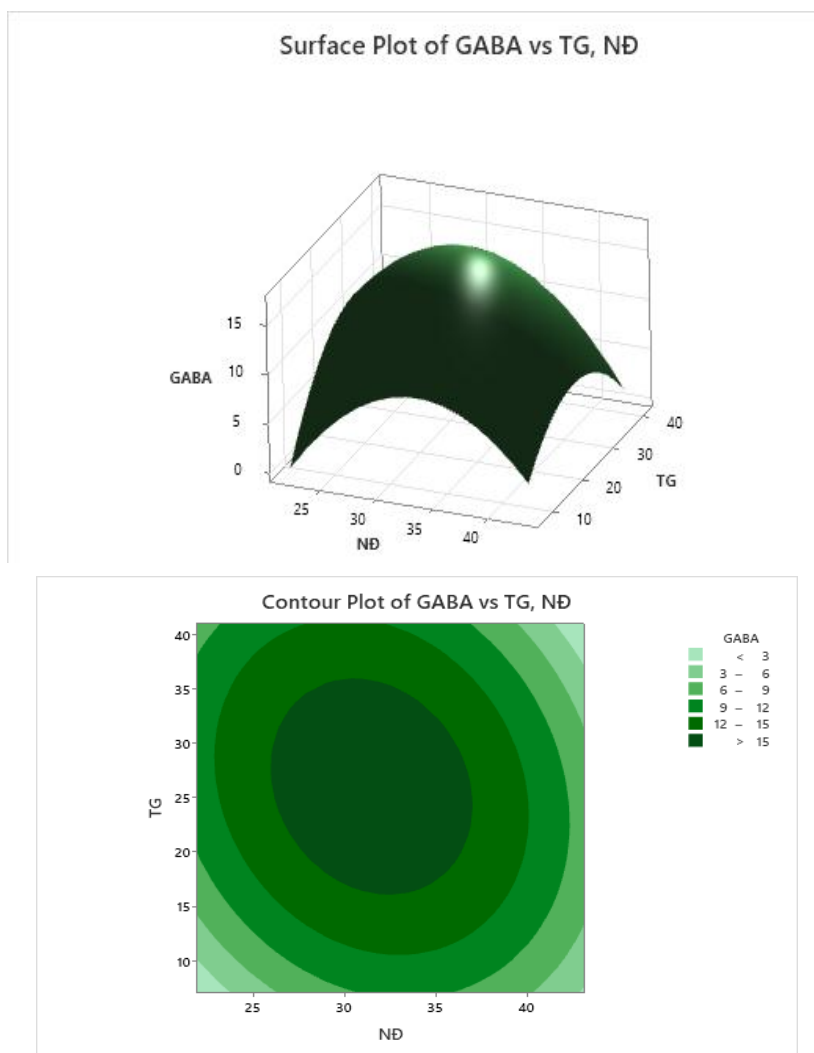 Surface Plot of GABA vs TG, NĐ
15
10
5
0
GABA
25
30
35
40
NĐ
10
20
30
40
TG
Contour Plot of GABA vs TG, NĐ
40
35
30
25
20
15
10
TG
25
30
35
40
NĐ
GABA
< 3
3 – 6
6 – 9
9 – 12
12 – 15
> 15